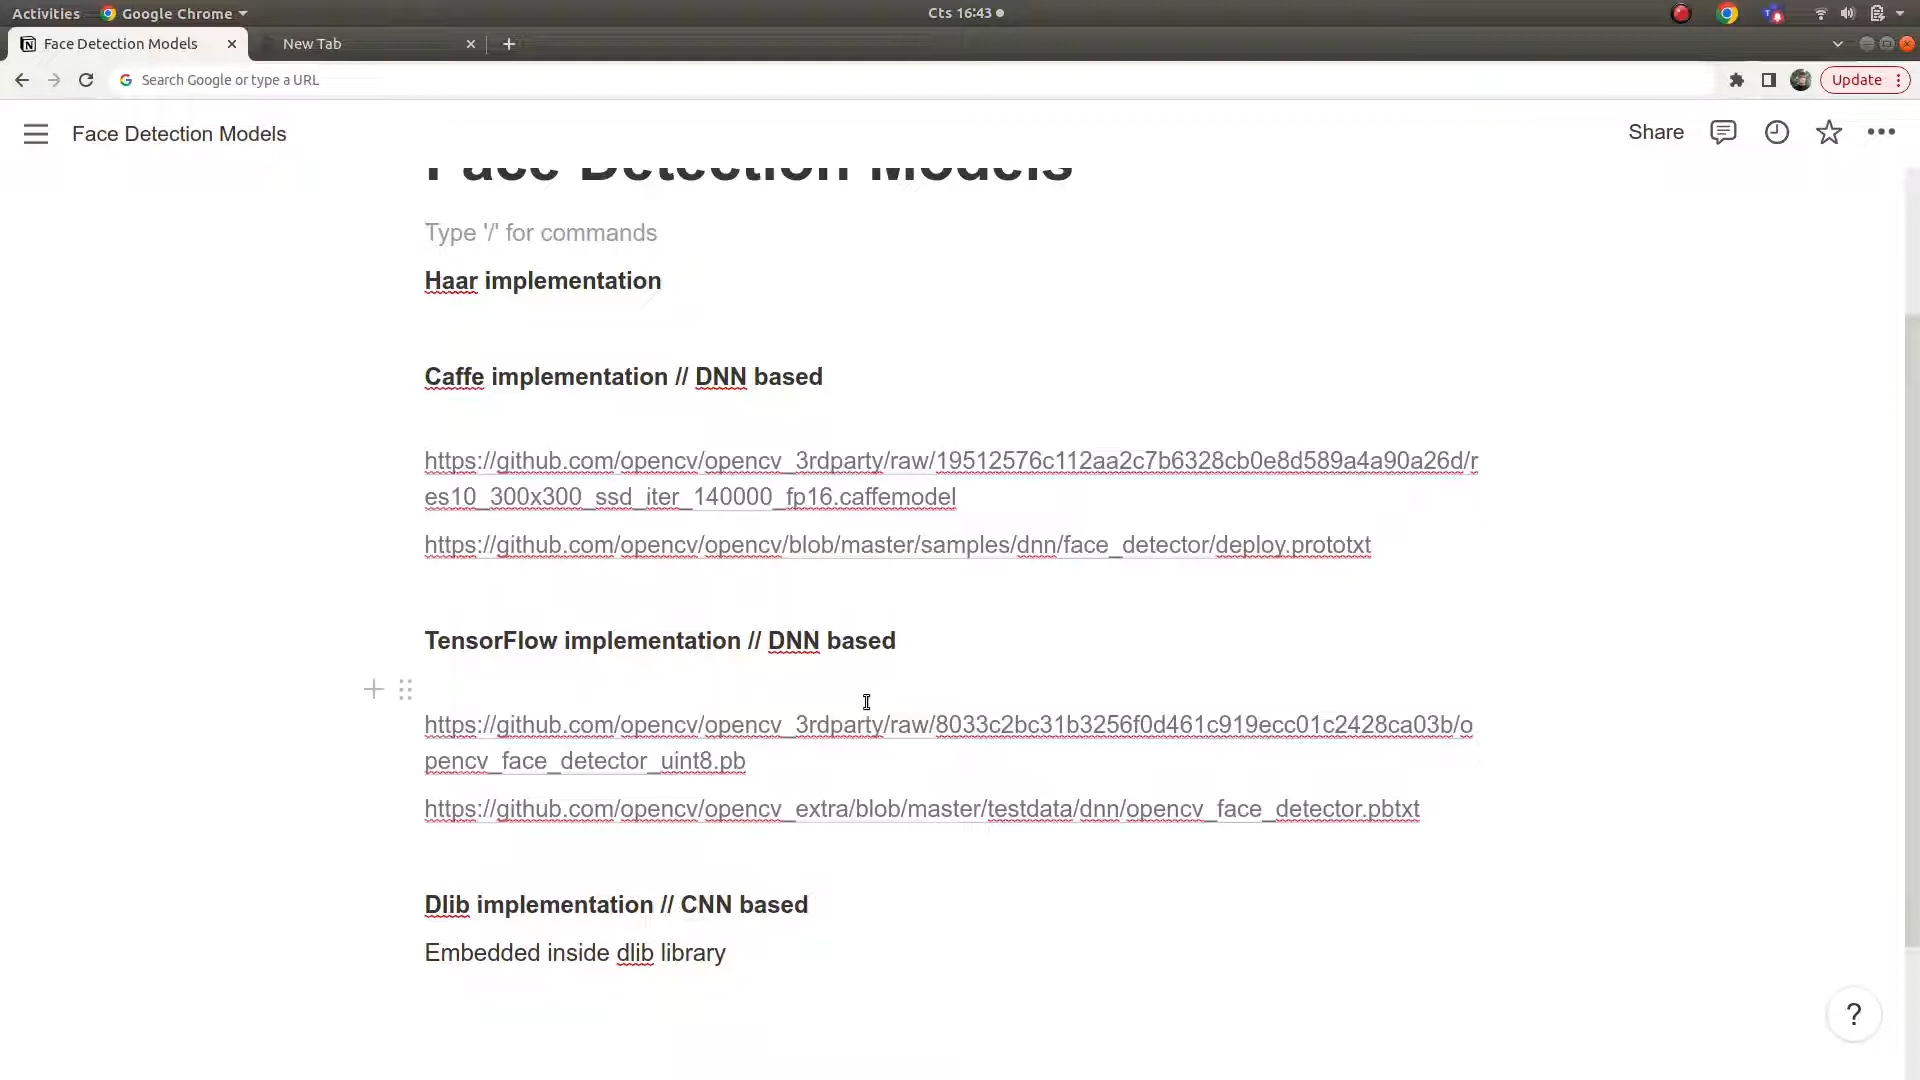 Activities Google Chrome Cts 16:43
Face Detection Models New Tab
Search Google or type a URL Update
Face Detection Models Share
Face Detection Models
Type '/' for commands
Haar implementation
Caffe implementation // DNN based
https://github.com/opencv/opencv_3rdparty/raw/19512576c112aa2c7b6328cb0e8d589a4a90a26d/r
es10_300x300_ssd_iter_140000_fp16.caffemodel
https://github.com/opencv/opencv/blob/master/samples/dnn/face_detector/deploy.prototxt
TensorFlow implementation // DNN based
https://github.com/opencv/opencv_3rdparty/raw/8033c2bc31b3256f0d461c919ecc01c2428ca03b/o
pencv_face_detector_uint8.pb
https://github.com/opencv/opencv_extra/blob/master/testdata/dnn/opencv_face_detector.pbtxt
Dlib implementation // CNN based
Embedded inside dlib library
?